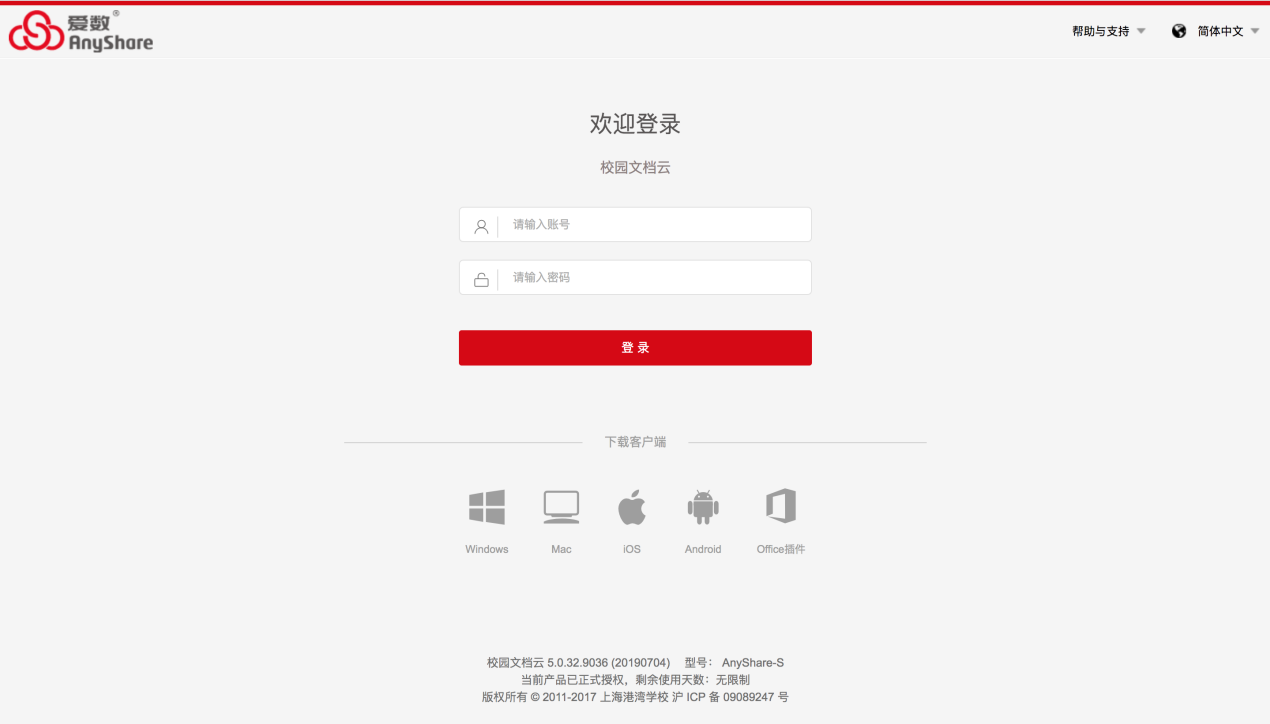 爱数®
AnyShare
帮助与支持
简体中文
欢迎登录
校园文档云
请输入账号
请输入密码
登 录
下载客户端
Windows
Mac
iOS
Android
Office插件
校园文档云 5.0.32.9036 (20190704) 型号： AnyShare-S
当前产品已正式授权，剩余使用天数：无限制
版权所有 © 2011-2017 上海港湾学校 沪 ICP 备 09089247 号